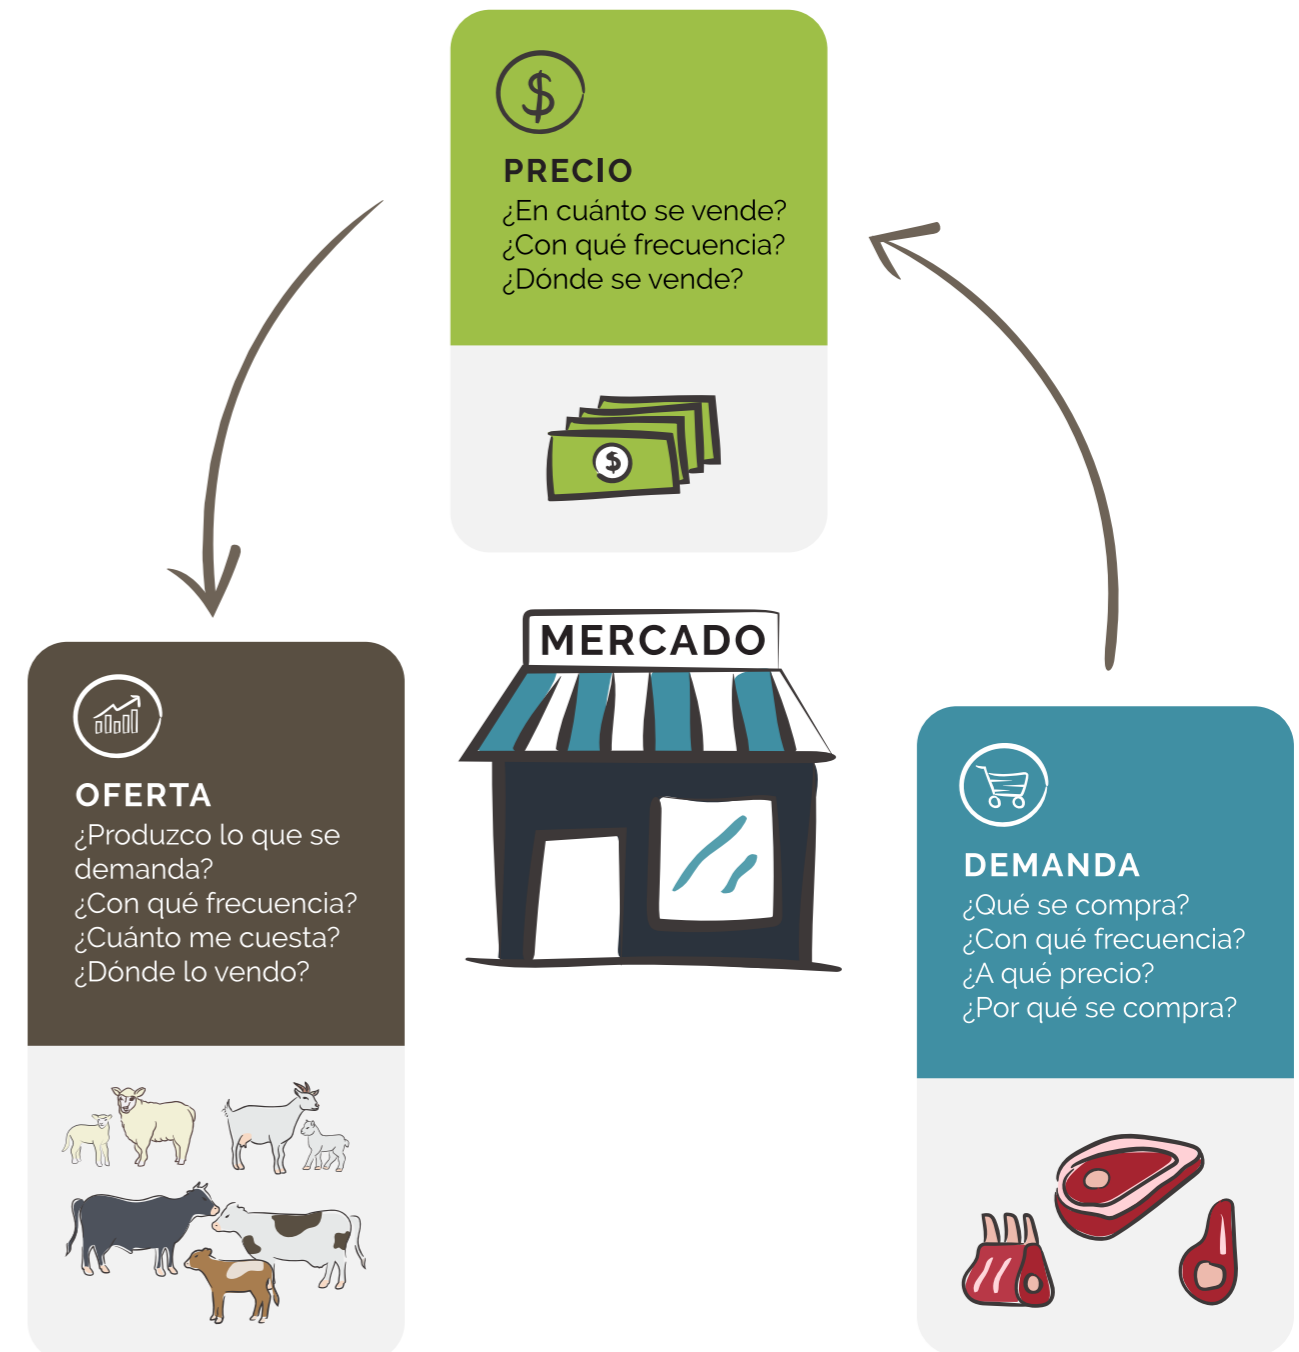 $
PRECIO
¿En cuánto se vende?
¿Con qué frecuencia?
¿Dónde se vende?
$
MERCADO
OFERTA
¿Produzco lo que se
demanda?
¿Con qué frecuencia?
¿Cuánto me cuesta?
¿Dónde lo vendo?
DEMANDA
¿Qué se compra?
¿Con qué frecuencia?
¿A qué precio?
¿Por qué se compra?